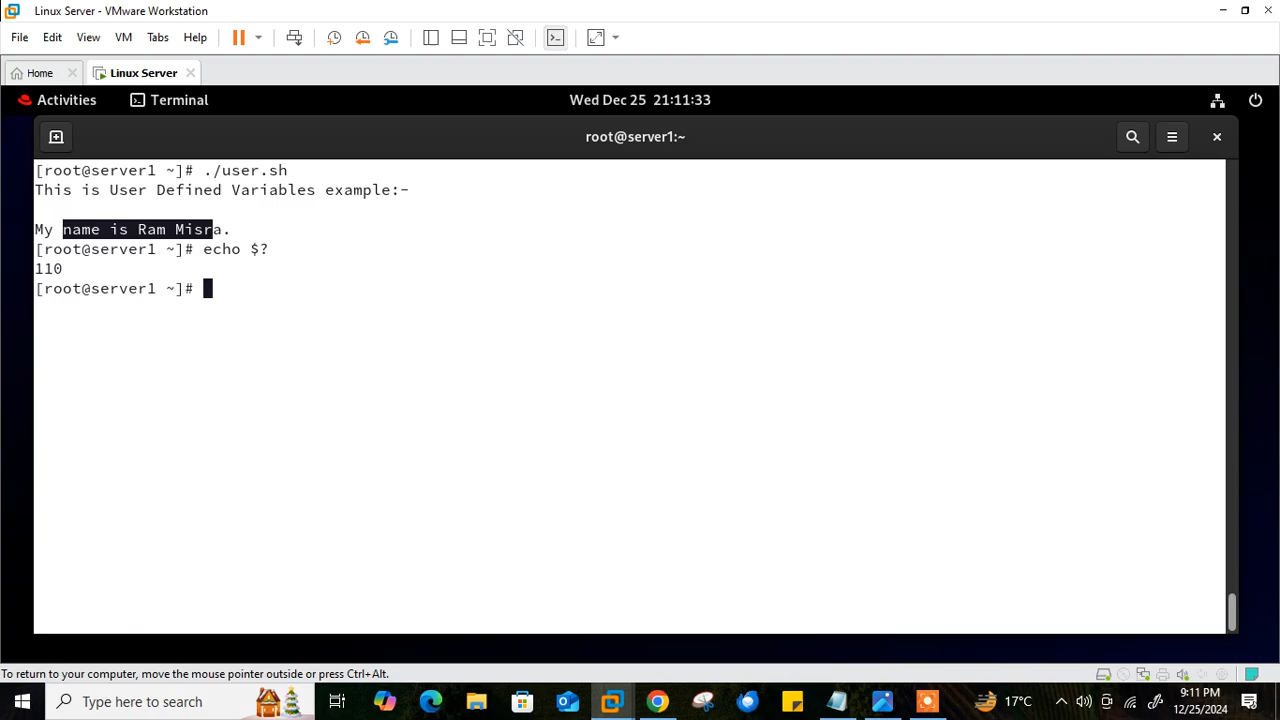 Linux Server - VMware Workstation
File Edit View VM Tabs Help
Home Linux Server
Activities Terminal Wed Dec 25 21:11:33
root@server1:~
[root@server1 ~]# ./user.sh
This is User Defined Variables example:-
My name is Ram Misra.
[root@server1 ~]# echo $?
110
[root@server1 ~]#
To return to your computer, move the mouse pointer outside or press Ctrl+Alt.
Type here to search
17°C
9:11 PM
12/25/2024